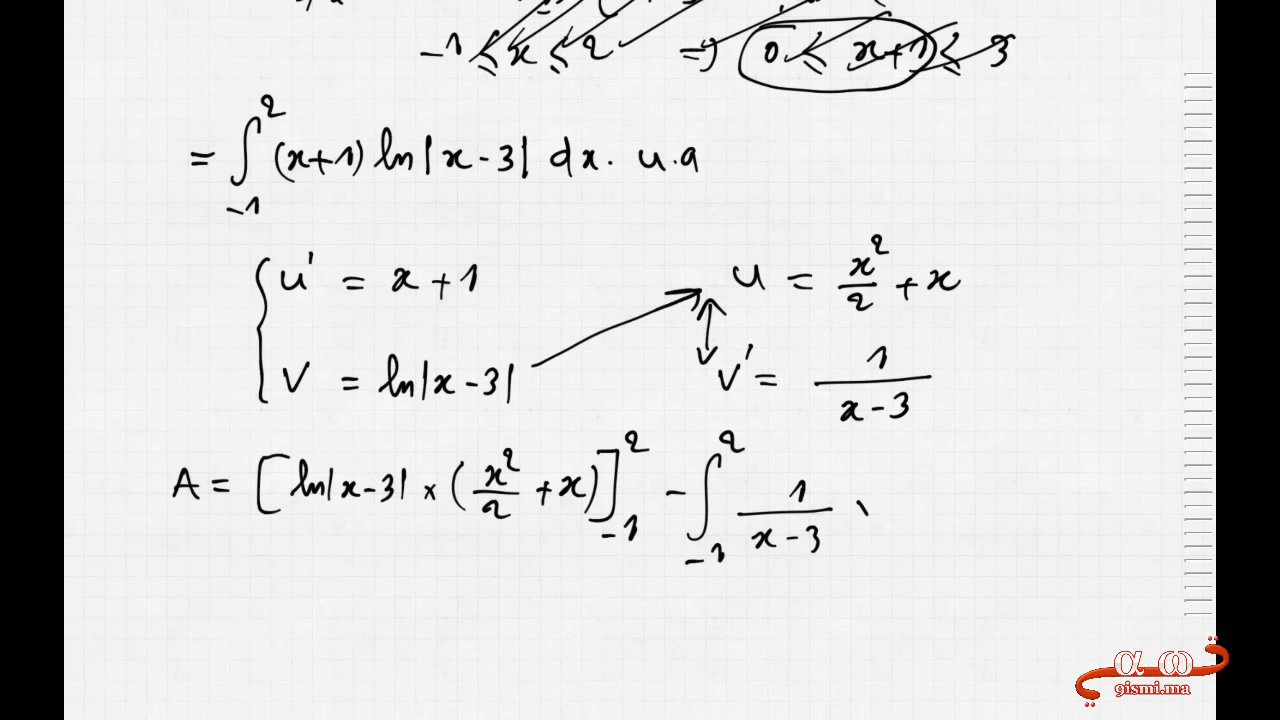 -1 ≤ x ≤ 2 => 0 ≤ x+1 ≤ 3
= ∫_{-1}^{2} (x+1) ln|x-3| dx. u.a
{ u' = x+1 u = x²/2 + x
v = ln|x-3| v' = 1/(x-3)
A = [ln|x-3| × (x²/2 + x)]_{-1}^{2} - ∫_{-1}^{2} 1/(x-3)
α ω
9ismi.ma